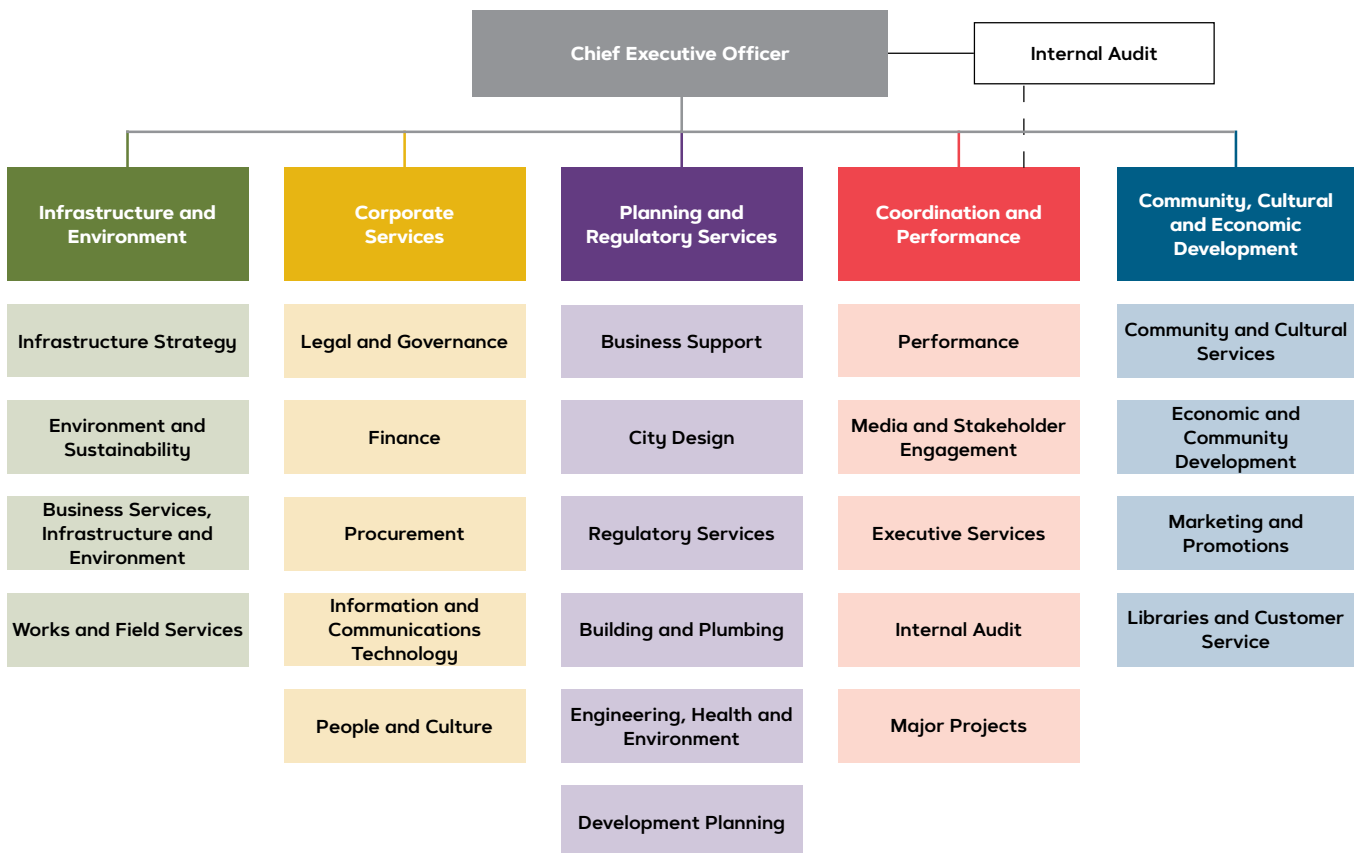 Chief Executive Officer
Internal Audit
Infrastructure and
Environment
Infrastructure Strategy
Environment and
Sustainability
Business Services,
Infrastructure and
Environment
Works and Field Services
Corporate
Services
Legal and Governance
Finance
Procurement
Information and
Communications
Technology
People and Culture
Planning and
Regulatory Services
Business Support
City Design
Regulatory Services
Building and Plumbing
Engineering, Health and
Environment
Development Planning
Coordination and
Performance
Performance
Media and Stakeholder
Engagement
Executive Services
Internal Audit
Major Projects
Community, Cultural
and Economic
Development
Community and Cultural
Services
Economic and
Community
Development
Marketing and
Promotions
Libraries and Customer
Service